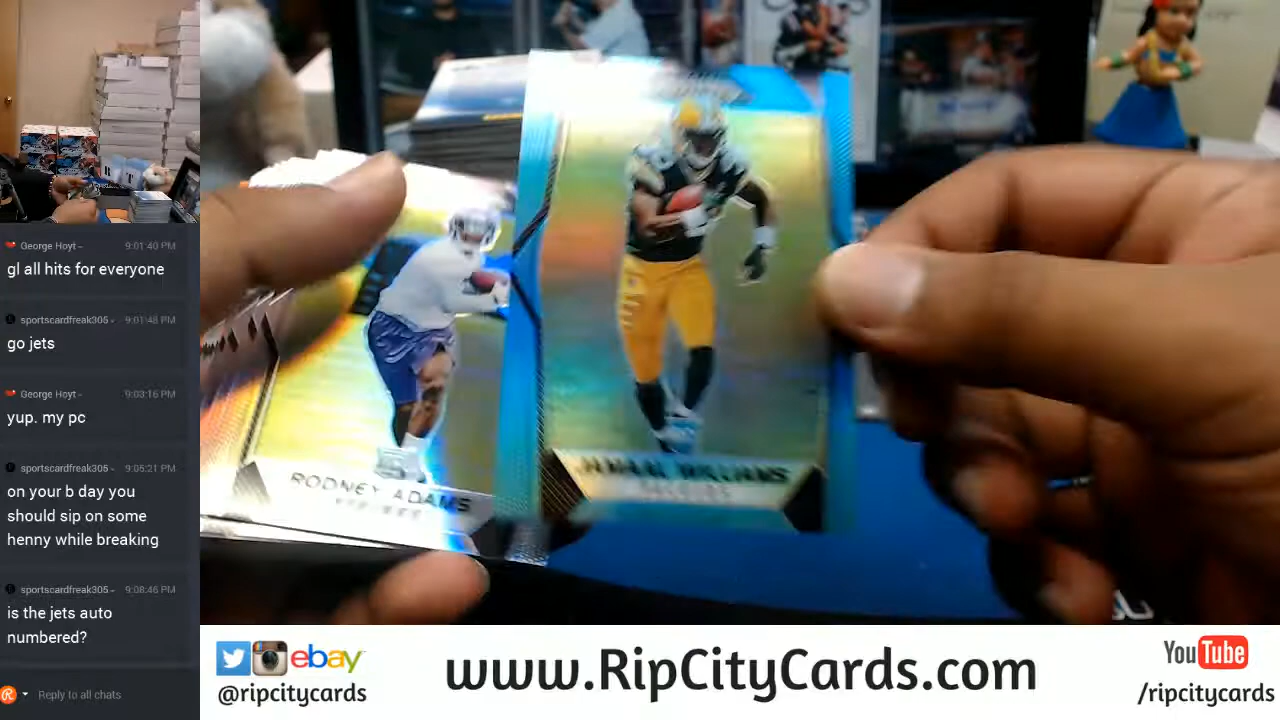 George Hoyt –
9:01:40 PM
gl all hits for everyone
sportscardfreak305 –
9:01:48 PM
go jets
George Hoyt –
9:03:16 PM
yup. my pc
sportscardfreak305 –
9:05:21 PM
on your b day you
should sip on some
henny while breaking
sportscardfreak305 –
9:08:46 PM
is the jets auto
numbered?
Reply to all chats
RODNEY ADAMS
JAMAAL WILLIAMS
PACKERS
ebay
@ripcitycards
www.RipCityCards.com
YouTube
/ripcitycards